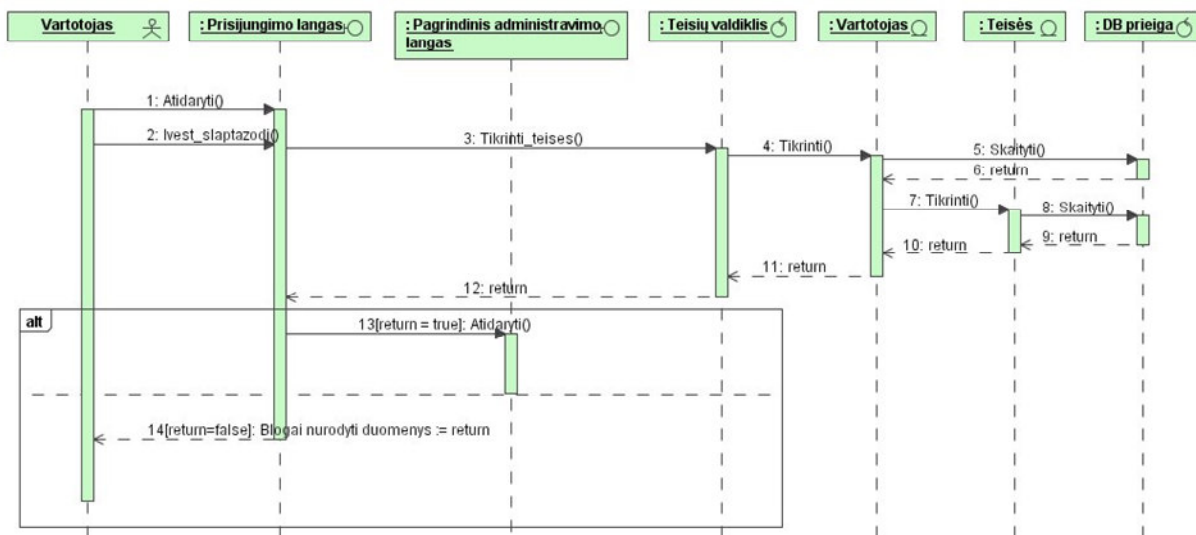 Vartotojas
: Prisijungimo langas
: Pagrindinis administravimo
langas
: Teisių valdiklis
: Vartotojas
: Teisės
: DB prieiga
1: Atidaryti()
2: Ivest_slaptazodi()
3: Tikrinti_teises()
4: Tikrinti()
5: Skaityti()
6: return
7: Tikrinti()
8: Skaityti()
9: return
10: return
11: return
12: return
alt
13[return = true]: Atidaryti()
14[return=false]: Blogai nurodyti duomenys := return